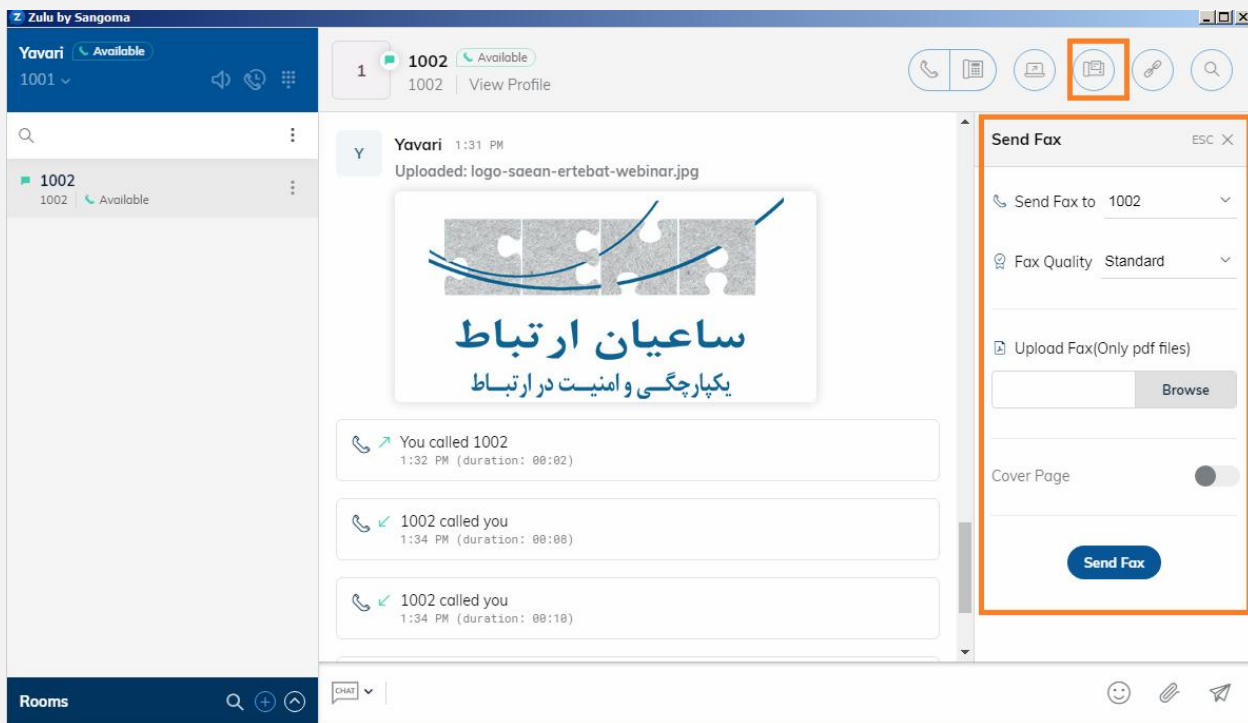 Zulu by Sangoma
Yavari Available
1001
1002
1002 Available
Rooms
1
1002 Available
1002 View Profile
Y
Yavari 1:31 PM
Uploaded: logo-saean-ertebat-webinar.jpg
ساعیان ارتباط
یکپارچگی و امنیت در ارتباط
You called 1002
1:32 PM (duration: 00:02)
1002 called you
1:34 PM (duration: 00:08)
1002 called you
1:34 PM (duration: 00:10)
CHAT
Send Fax ESC
Send Fax to 1002
Fax Quality Standard
Upload Fax(Only pdf files)
Browse
Cover Page
Send Fax